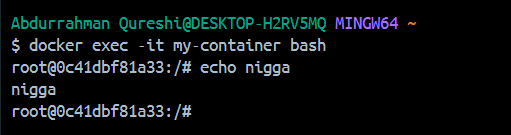 Abdurrahman Qureshi@DESKTOP-H2RV5MQ MINGW64 ~
$ docker exec -it my-container bash
root@0c41dbf81a33:/# echo nigga
nigga
root@0c41dbf81a33:/#